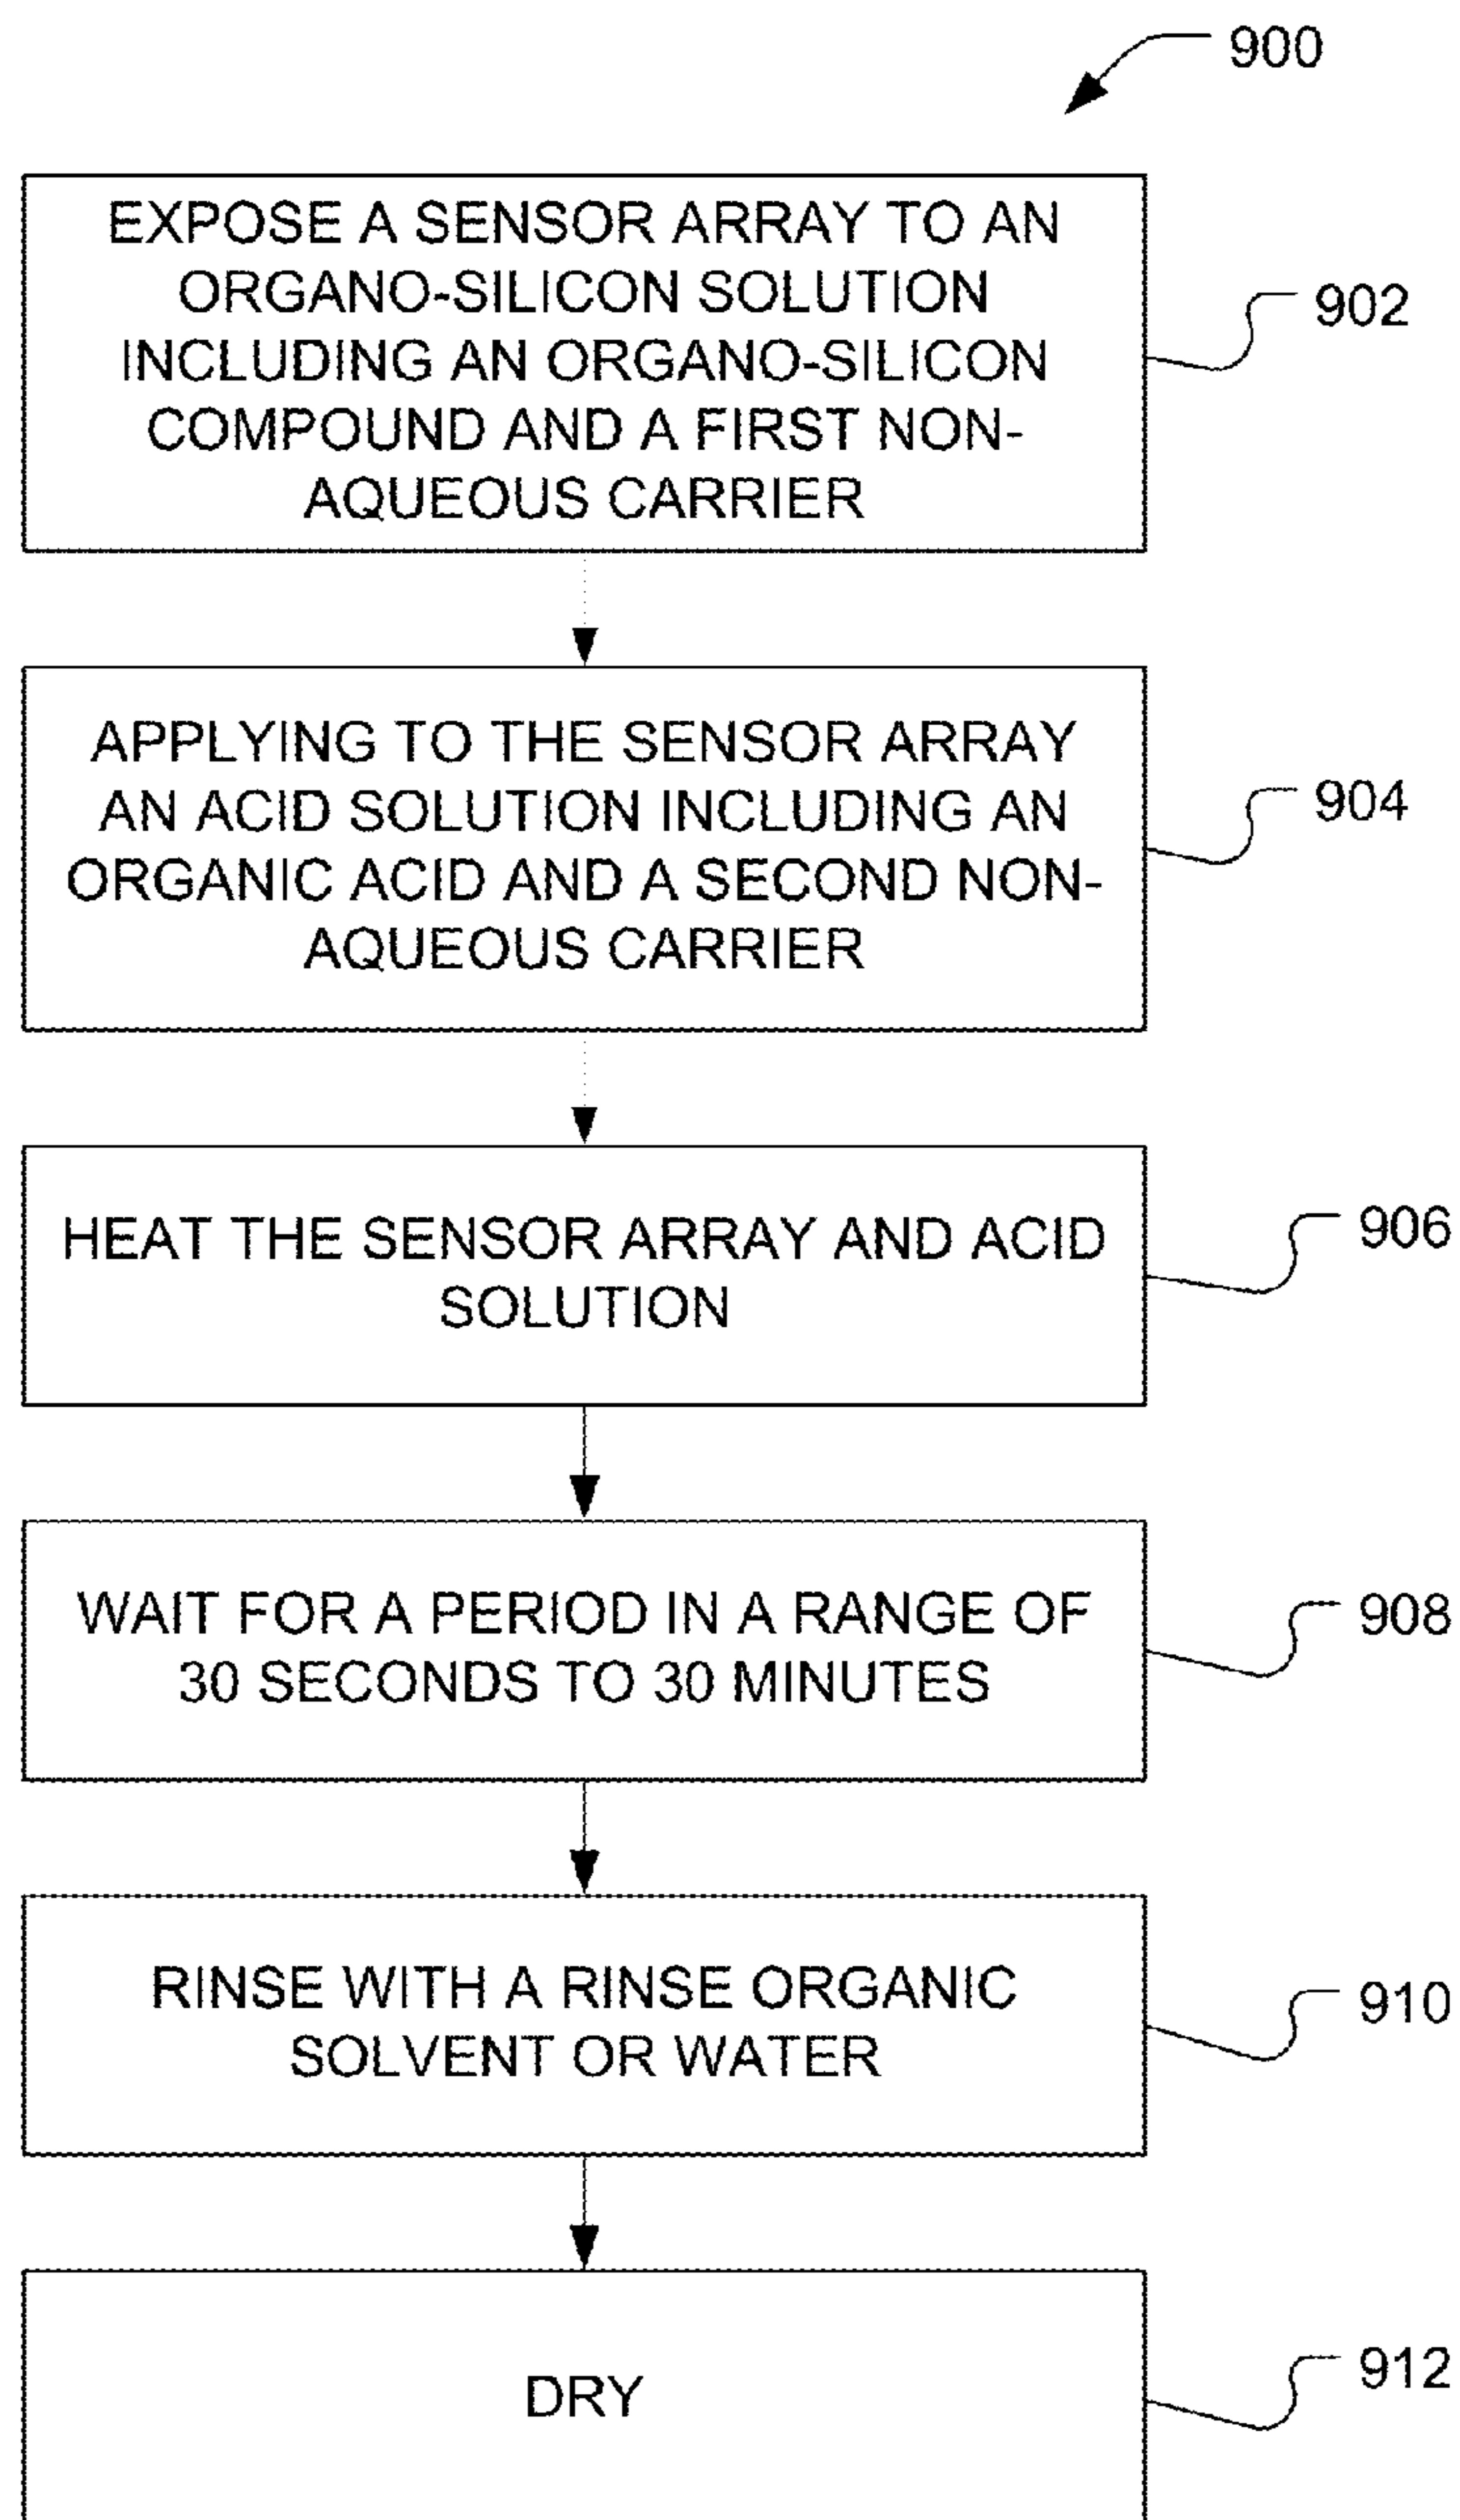 900
EXPOSE A SENSOR ARRAY TO AN
ORGANO-SILICON SOLUTION
INCLUDING AN ORGANO-SILICON
COMPOUND AND A FIRST NON-
AQUEOUS CARRIER
902
APPLYING TO THE SENSOR ARRAY
AN ACID SOLUTION INCLUDING AN
ORGANIC ACID AND A SECOND NON-
AQUEOUS CARRIER
904
HEAT THE SENSOR ARRAY AND ACID
SOLUTION
906
WAIT FOR A PERIOD IN A RANGE OF
30 SECONDS TO 30 MINUTES
908
RINSE WITH A RINSE ORGANIC
SOLVENT OR WATER
910
DRY
912